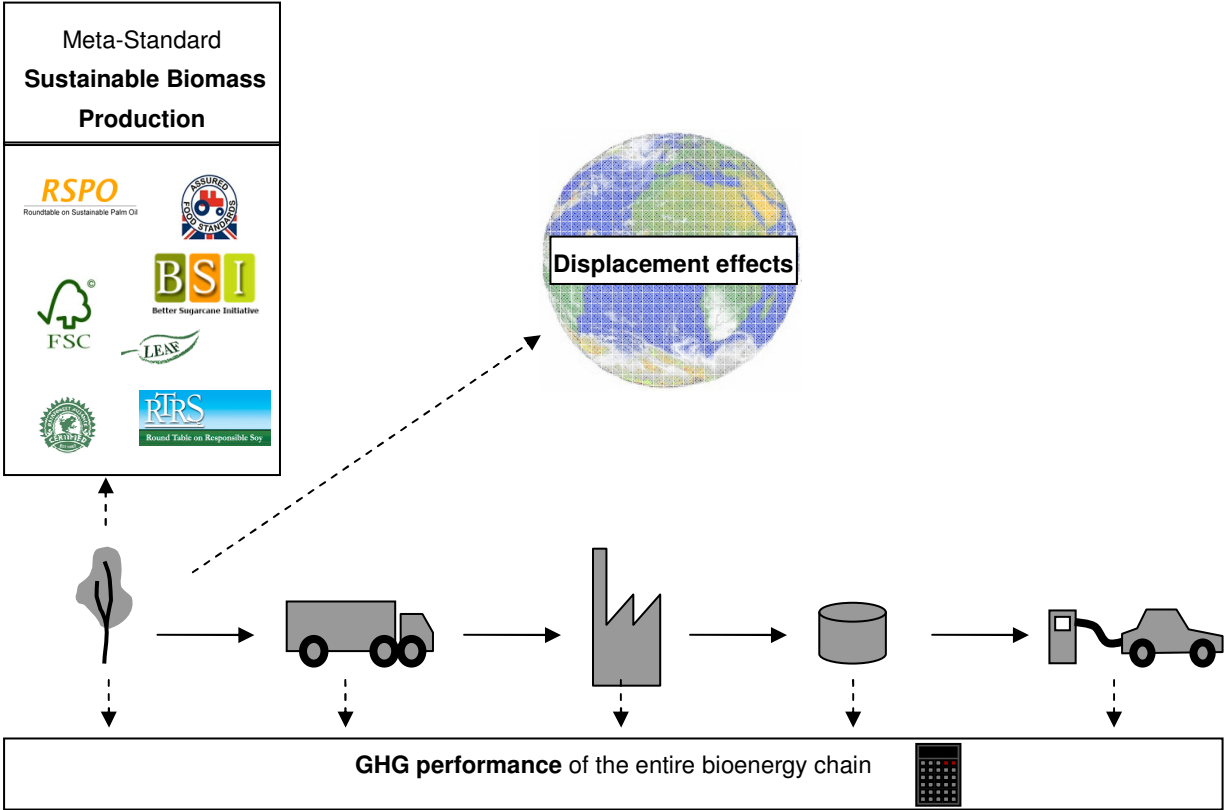 Meta-Standard
Sustainable Biomass
Production
RSPO
Roundtable on Sustainable Palm Oil
ASSURED
FOOD STANDARDS
BSI
Better Sugarcane Initiative
©
FSC
LEAF
CERTIFIED
RTRS
Round Table on Responsible Soy
Displacement effects
GHG performance of the entire bioenergy chain